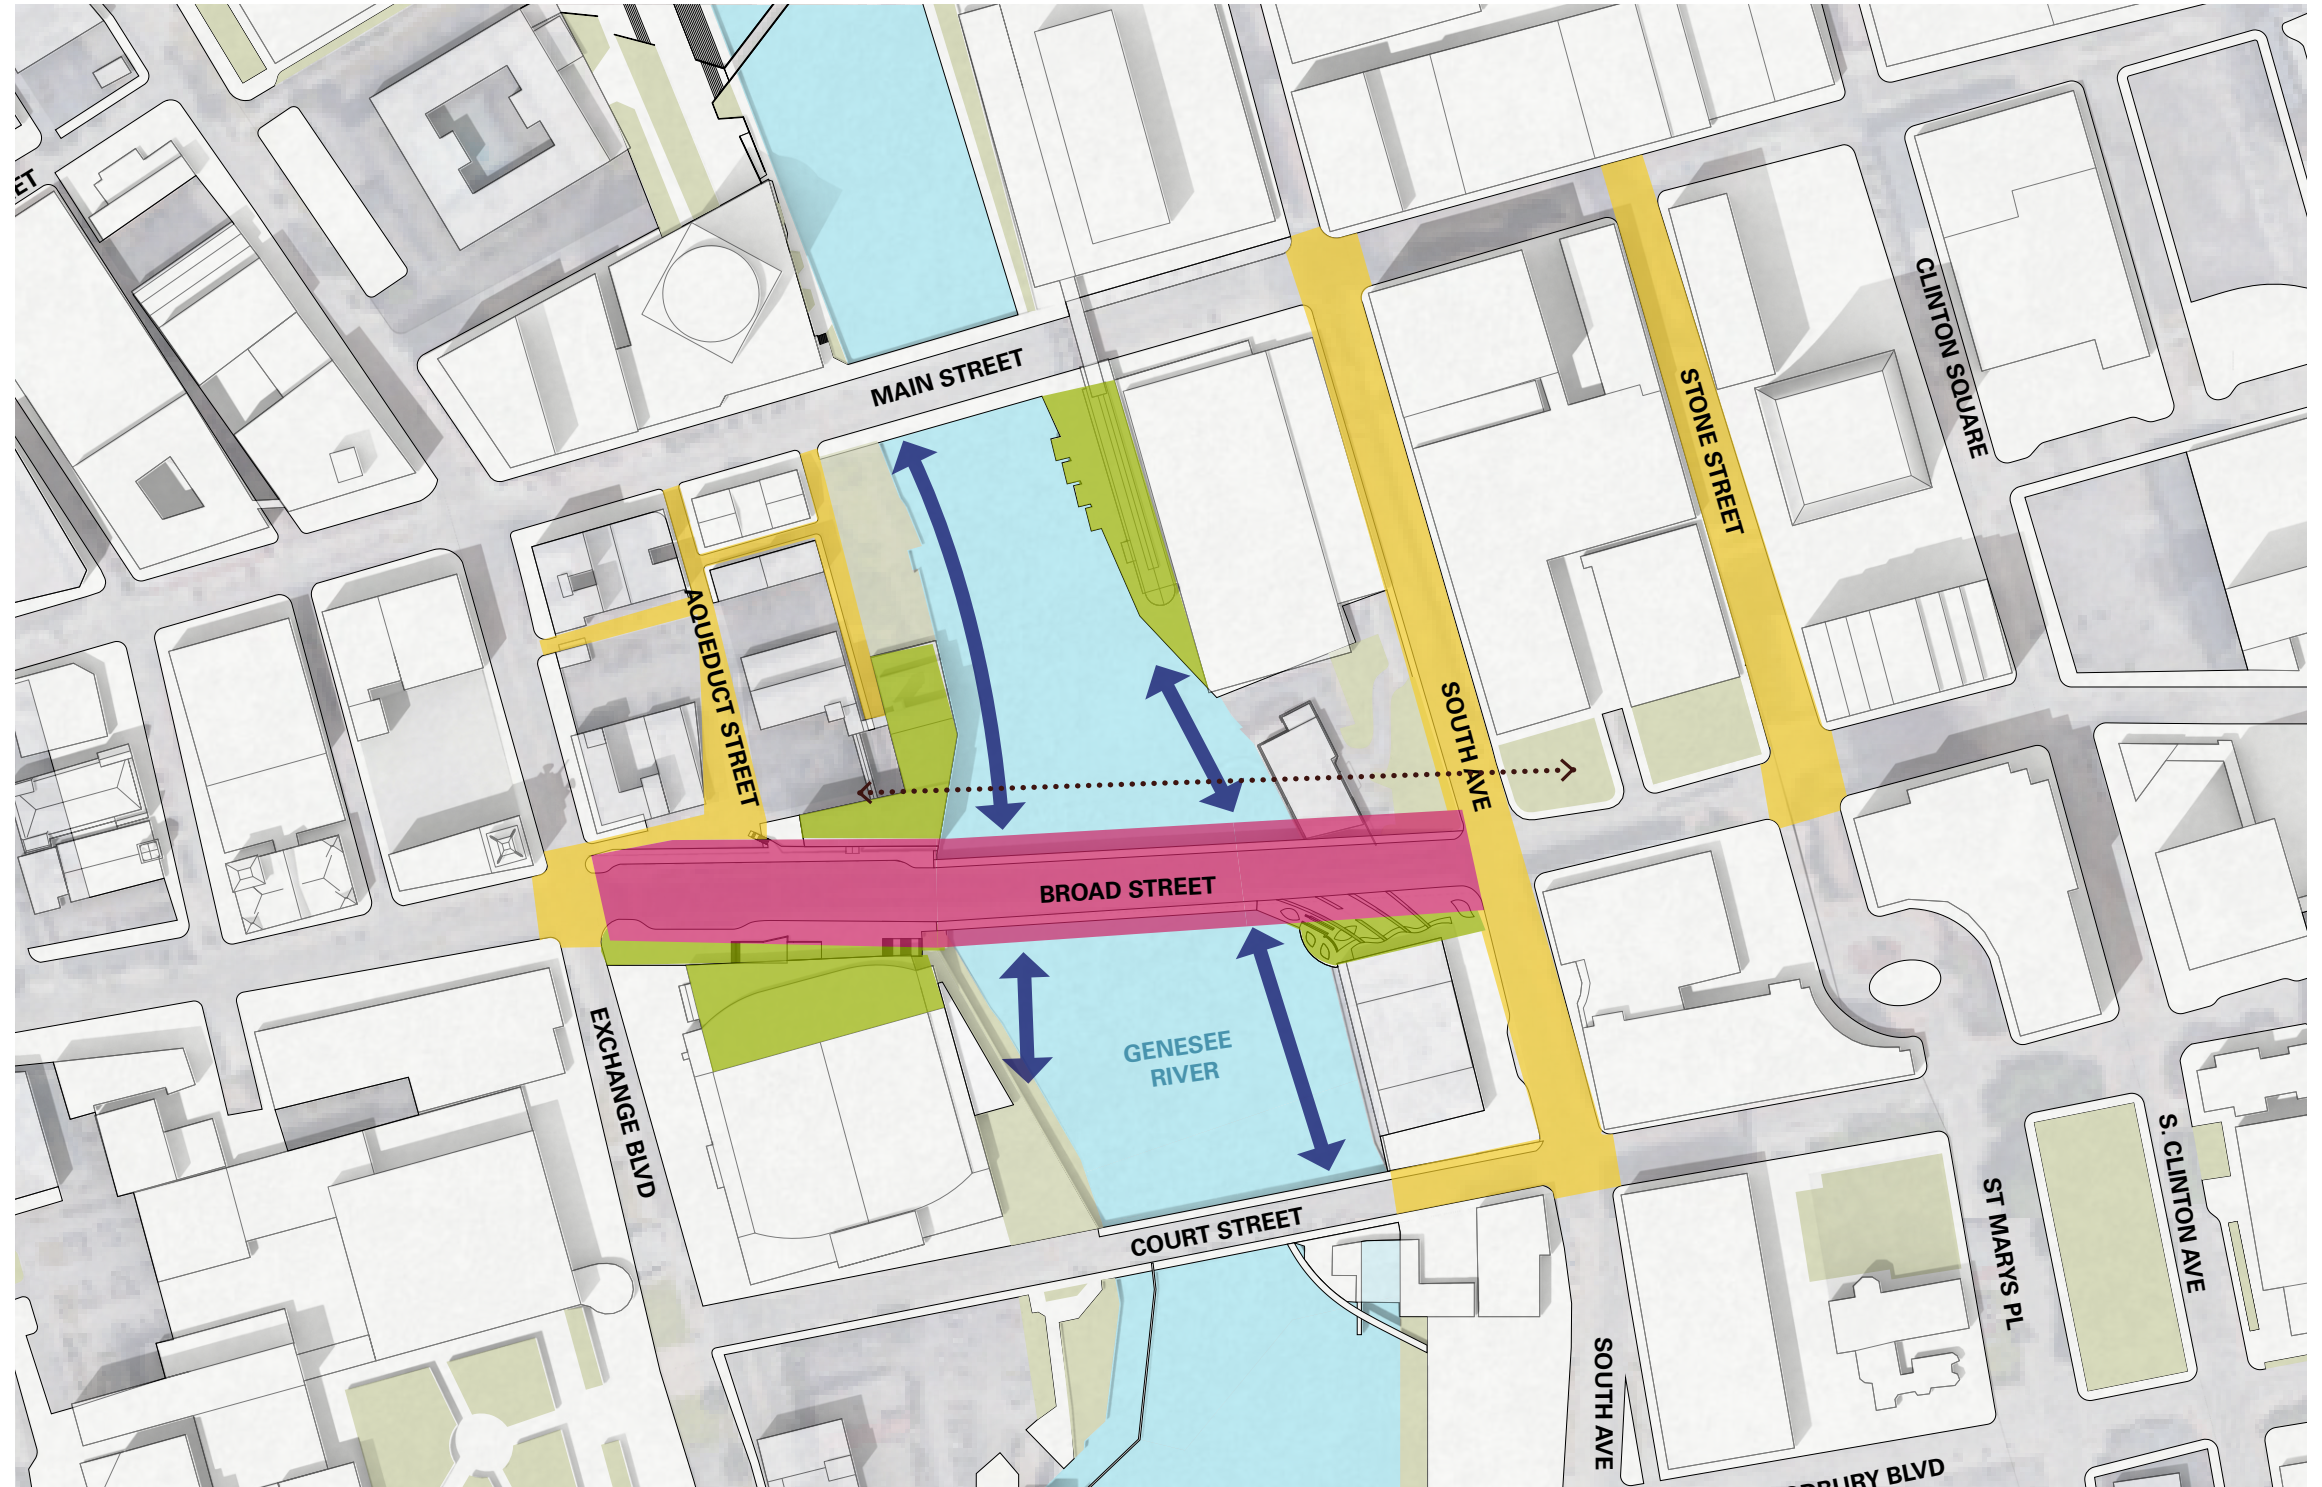 MAIN STREET
CLINTON SQUARE
STONE STREET
AQUEDUCT STREET
SOUTH AVE
BROAD STREET
EXCHANGE BLVD
GENESEE
RIVER
COURT STREET
S. CLINTON AVE
ST MARYS PL
SOUTH AVE
BLVD